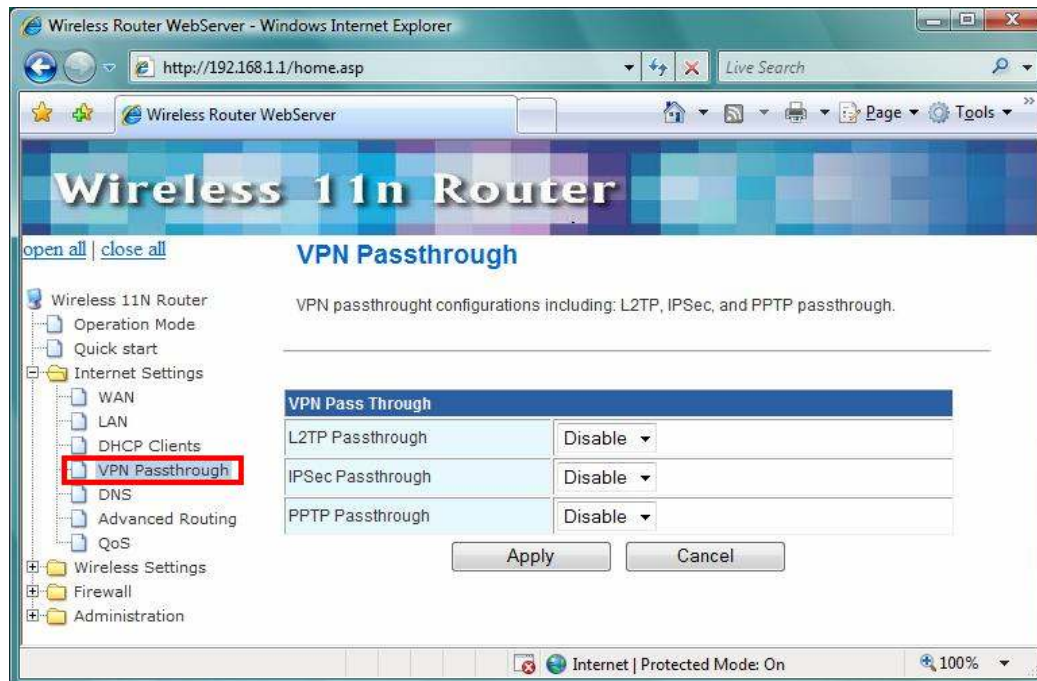 Wireless Router WebServer - Windows Internet Explorer
http://192.168.1.1/home.asp
Live Search
Wireless Router WebServer
Page
Tools
Wireless 11n Router
open all | close all
Wireless 11N Router
Operation Mode
Quick start
Internet Settings
WAN
LAN
DHCP Clients
VPN Passthrough
DNS
Advanced Routing
QoS
Wireless Settings
Firewall
Administration
VPN Passthrough
VPN passthrought configurations including: L2TP, IPSec, and PPTP passthrough.
VPN Pass Through
L2TP Passthrough Disable
IPSec Passthrough Disable
PPTP Passthrough Disable
Apply Cancel
Internet | Protected Mode: On
100%